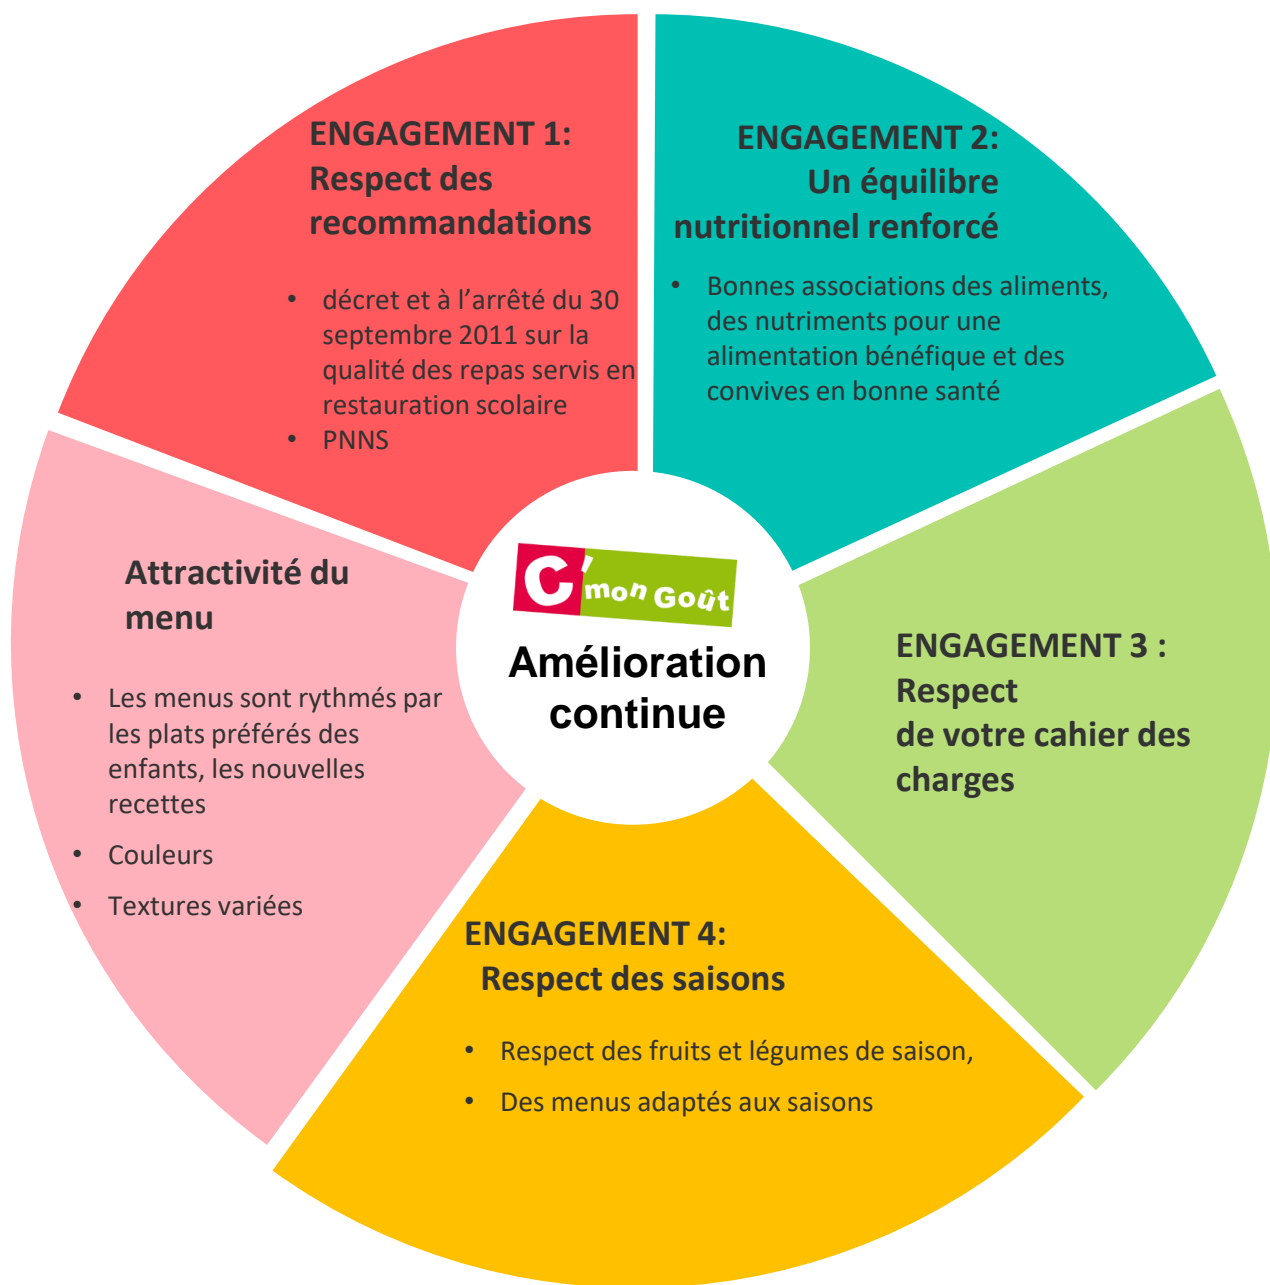 ENGAGEMENT 1:
Respect des
recommandations
• décret et à l’arrêté du 30
septembre 2011 sur la
qualité des repas servis en
restauration scolaire
• PNNS
ENGAGEMENT 2:
Un équilibre
nutritionnel renforcé
• Bonnes associations des aliments,
des nutriments pour une
alimentation bénéfique et des
convives en bonne santé
ENGAGEMENT 3 :
Respect
de votre cahier des
charges
ENGAGEMENT 4:
Respect des saisons
• Respect des fruits et légumes de saison,
• Des menus adaptés aux saisons
Attractivité du
menu
• Les menus sont rythmés par
les plats préférés des
enfants, les nouvelles
recettes
• Couleurs
• Textures variées
C'mon Goût
Amélioration
continue